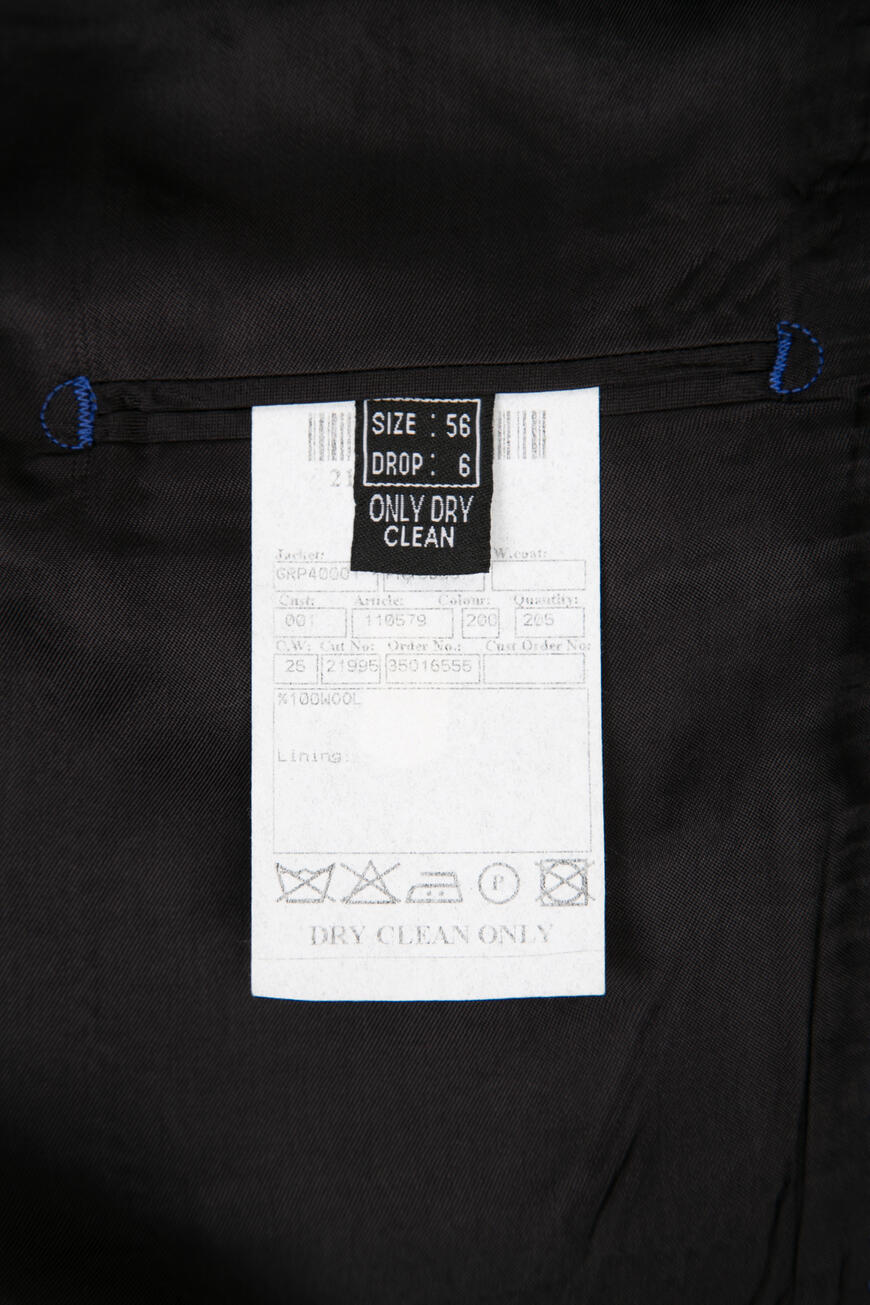 SIZE : 56
DROP : 6
ONLY DRY
CLEAN
21
Jacket: W.coat:
Cust: Article: Colour: Quantity:
001 110579 200 205
C.W: Cut No: Order No.: Cust Order No:
25 21995 35016555
%100WOOL
Lining:
P
DRY CLEAN ONLY